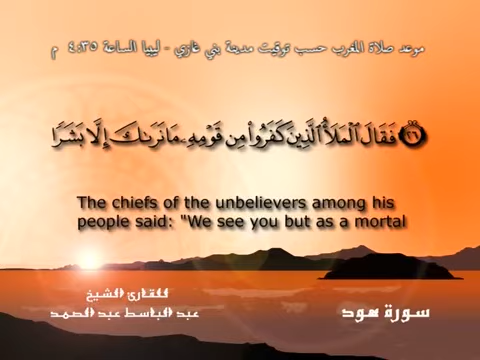 موعد صلاة المغرب حسب توقيت مدينة بني غازي - ليبيا الساعة ٤:٣٥ م
٢٦ فَقَالَ ٱلْمَلَأُ ٱلَّذِينَ كَفَرُوا۟ مِن قَوْمِهِۦ مَا نَرَىٰكَ إِلَّا بَشَرًا
The chiefs of the unbelievers among his
people said: "We see you but as a mortal
للقارئ الشيخ
عبد الباسط عبد الصمد
سورة هود